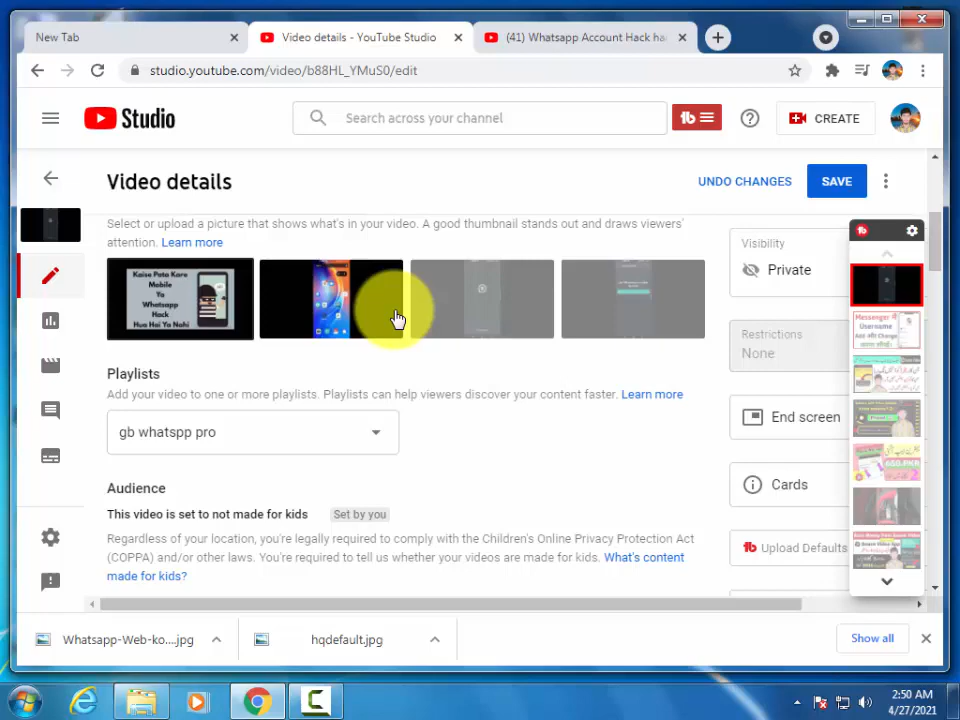 New Tab
Video details - YouTube Studio
(41) Whatsapp Account Hack ha
studio.youtube.com/video/b88HL_YMuS0/edit
Studio
Search across your channel
tb
CREATE
Video details
UNDO CHANGES
SAVE
Select or upload a picture that shows what's in your video. A good thumbnail stands out and draws viewers'
attention. Learn more
Kaise Pata Kare
Mobile
Ya
Whatsapp
Hack
Hua Hai Ya Nahi
Visibility
Private
Restrictions
None
Messenger में
Username
Playlists
Add your video to one or more playlists. Playlists can help viewers discover your content faster. Learn more
gb whatspp pro
End screen
Cards
Audience
This video is set to not made for kids
Set by you
Regardless of your location, you're legally required to comply with the Children's Online Privacy Protection Act
(COPPA) and/or other laws. You're required to tell us whether your videos are made for kids. What's content
made for kids?
tb Upload Defaults
Whatsapp-Web-ko....jpg
hqdefault.jpg
Show all
2:50 AM
4/27/2021